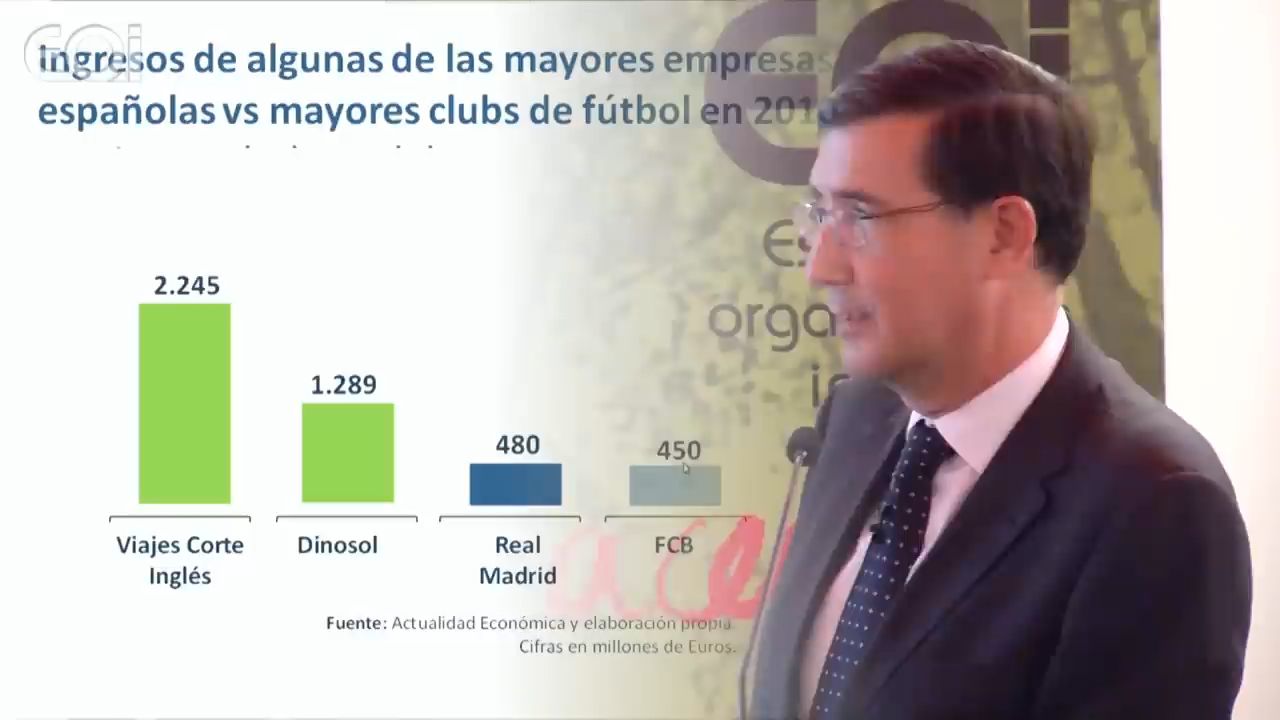 eoi
Ingresos de algunas de las mayores empresas
españolas vs mayores clubs de fútbol en
2.245
1.289
480
450
Viajes Corte
Inglés
Dinosol
Real
Madrid
FCB
Fuente: Actualidad Económica y elaboración propia.
Cifras en millones de Euros.